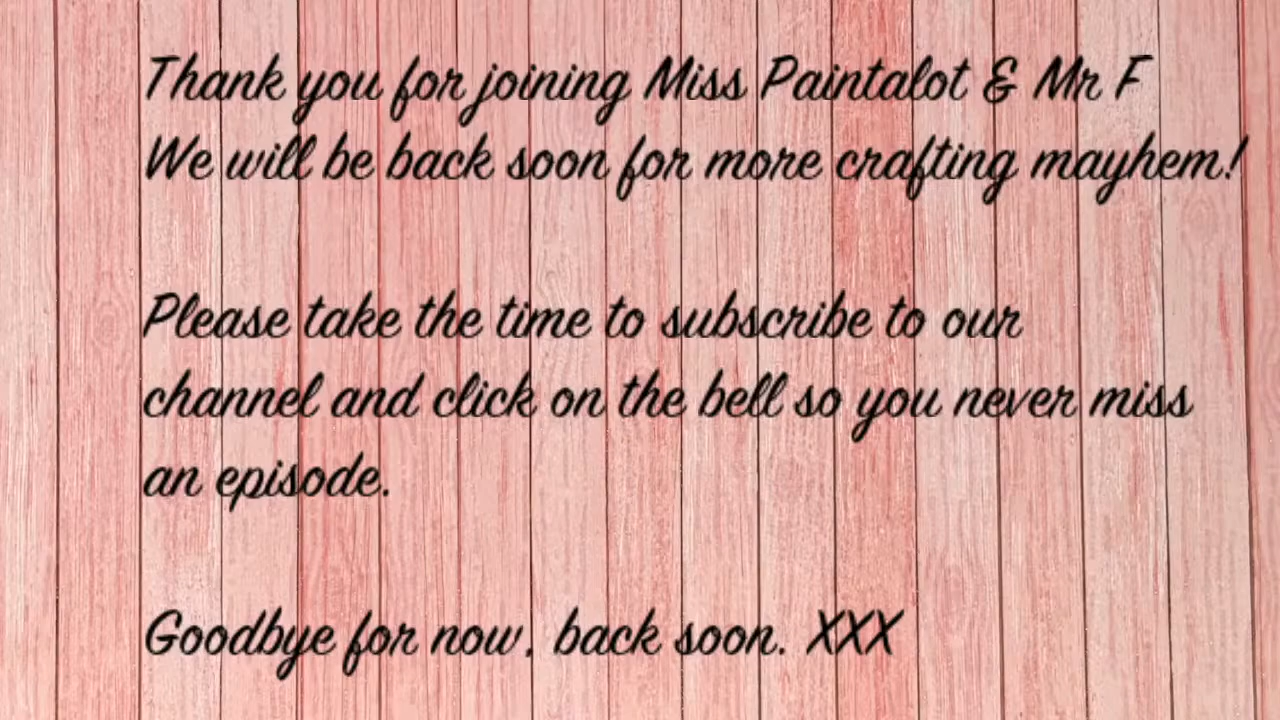 Thank you for joining Miss Paintalot & Mr F
We will be back soon for more crafting mayhem!
Please take the time to subscribe to our
channel and click on the bell so you never miss
an episode.
Goodbye for now, back soon. XXX